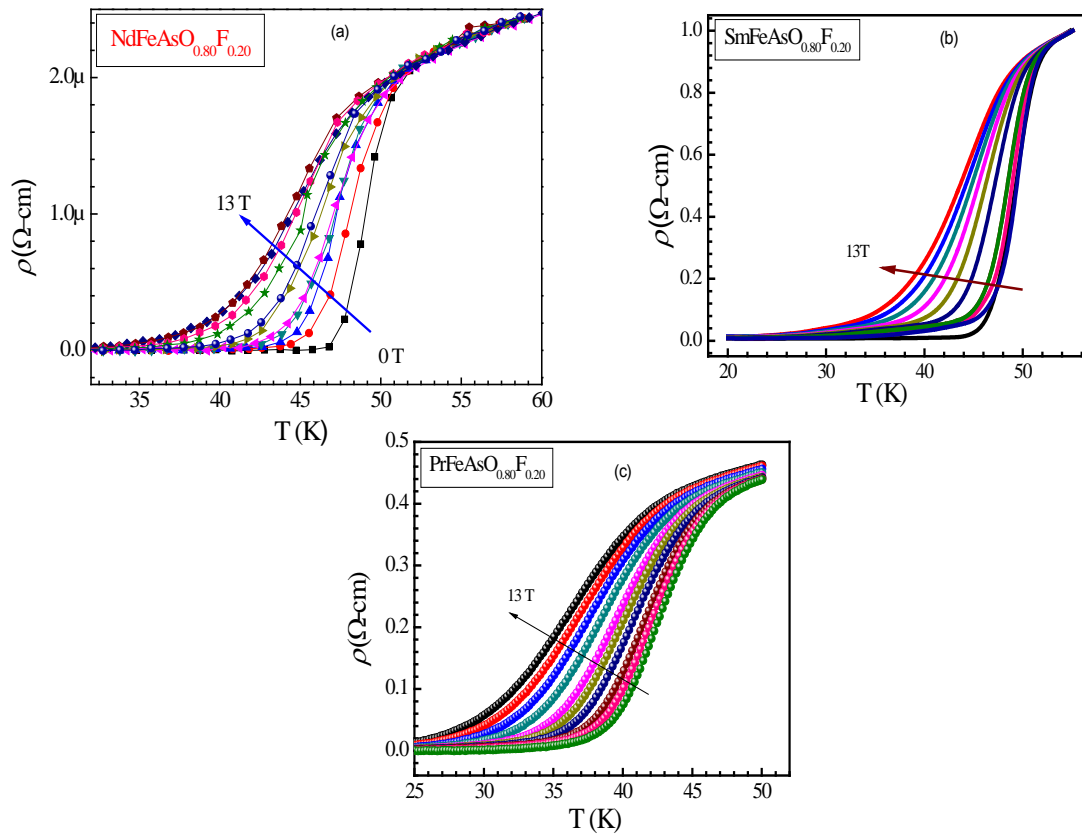 (a)
NdFeAsO0.80F0.20
2.0μ
1.0μ
0.0
ρ (Ω-cm)
13 T
0 T
35 40 45 50 55 60
T (K)
(b)
SmFeAsO0.80F0.20
1.0
0.8
0.6
0.4
0.2
0.0
ρ (Ω-cm)
13T
20 30 40 50
T (K)
(c)
PrFeAsO0.80F0.20
0.5
0.4
0.3
0.2
0.1
0.0
ρ (Ω-cm)
13 T
25 30 35 40 45 50
T (K)